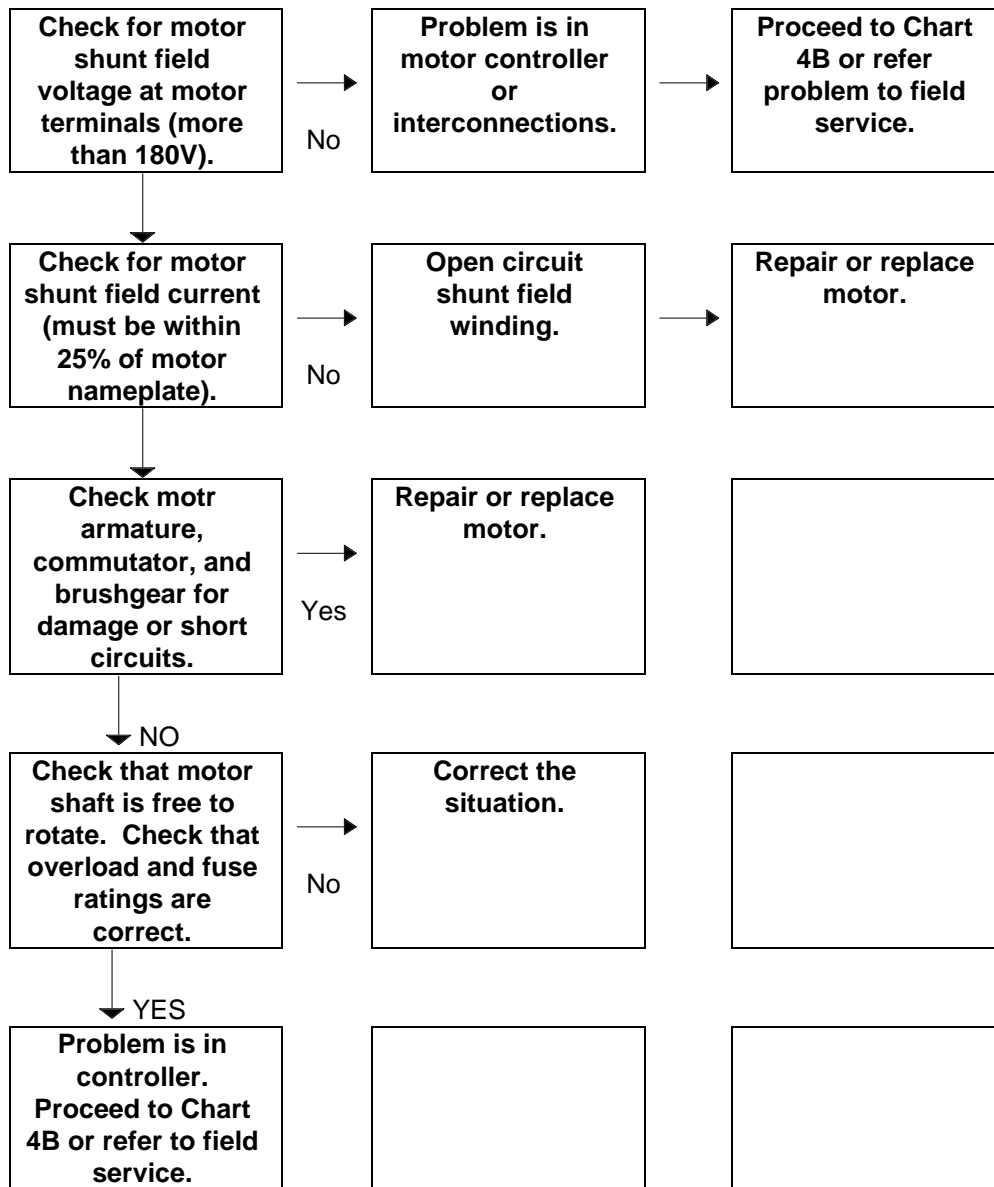 Check for motor
shunt field
voltage at motor
terminals (more
than 180V).
No
Problem is in
motor controller
or
interconnections.
Proceed to Chart
4B or refer
problem to field
service.
Check for motor
shunt field current
(must be within
25% of motor
nameplate).
No
Open circuit
shunt field
winding.
Repair or replace
motor.
Check motr
armature,
commutator, and
brushgear for
damage or short
circuits.
Yes
Repair or replace
motor.
NO
Check that motor
shaft is free to
rotate.  Check that
overload and fuse
ratings are
correct.
No
Correct the
situation.
YES
Problem is in
controller.
Proceed to Chart
4B or refer to field
service.